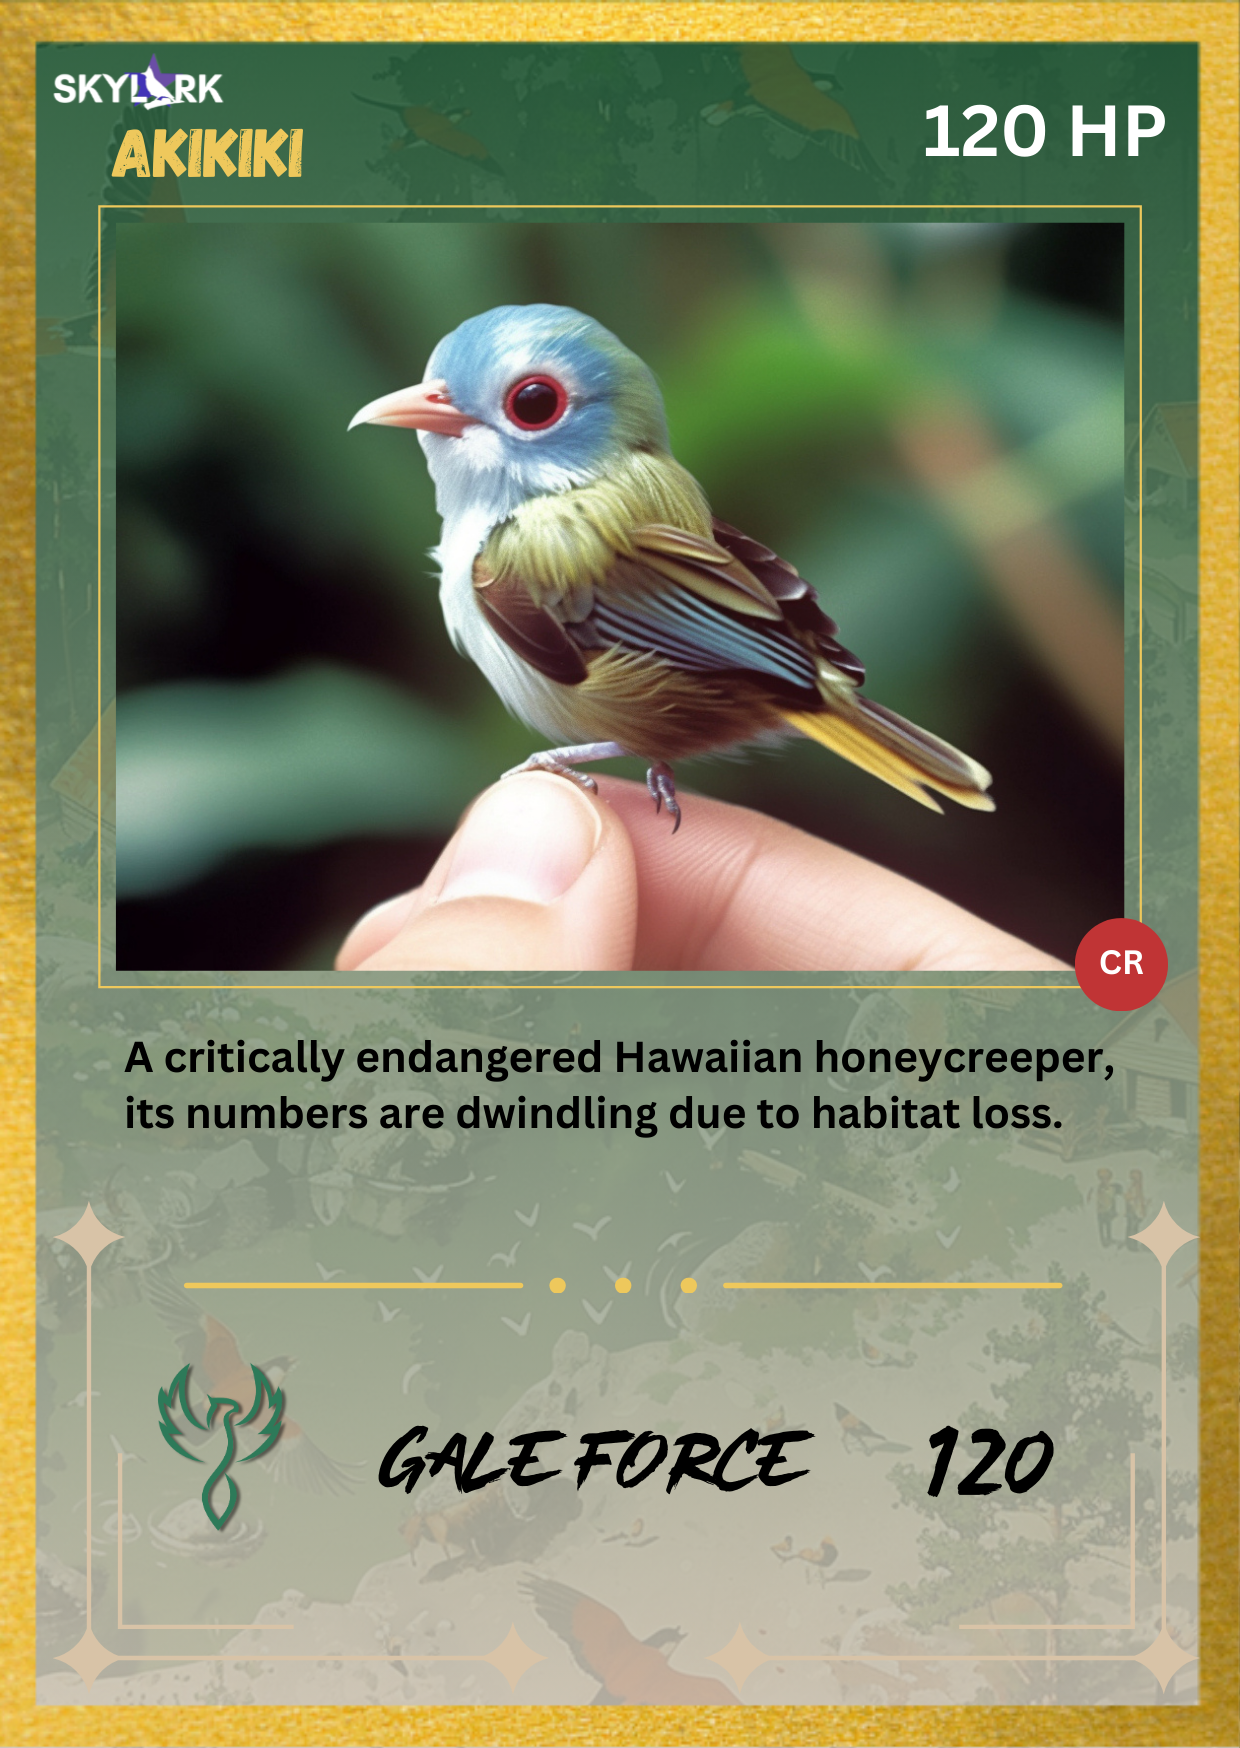 SKYLARK
AKIKIKI
120 HP
CR
A critically endangered Hawaiian honeycreeper,
its numbers are dwindling due to habitat loss.
GALE FORCE 120